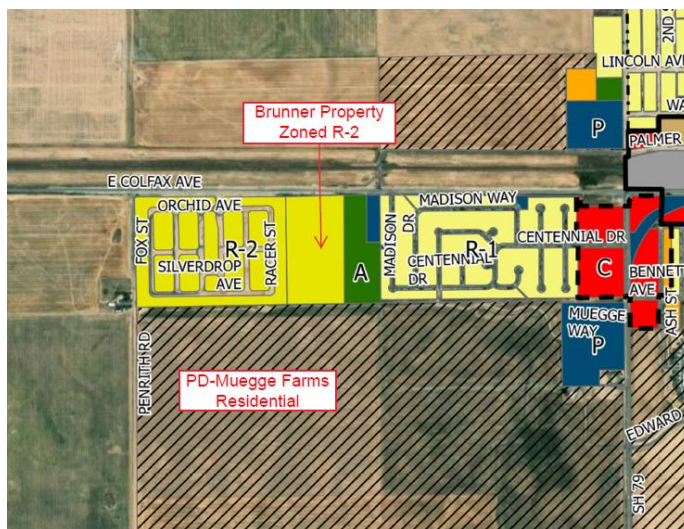 2ND S
LINCOLN AVE
WA
P
PALMER
Brunner Property
Zoned R-2
E COLFAX AVE
ORCHID AVE
FOX ST
R-2
RACER ST
SILVERDROP
AVE
A
MADISON
DR
MADISON WAY
R-1
CENTENNIAL
DR
CENTENNIAL DR
C
BENNETT
AVE
ASH ST
MUEGGE
WAY
P
PENRITH RD
PD-Muegge Farms
Residential
EDWARD
SH 79